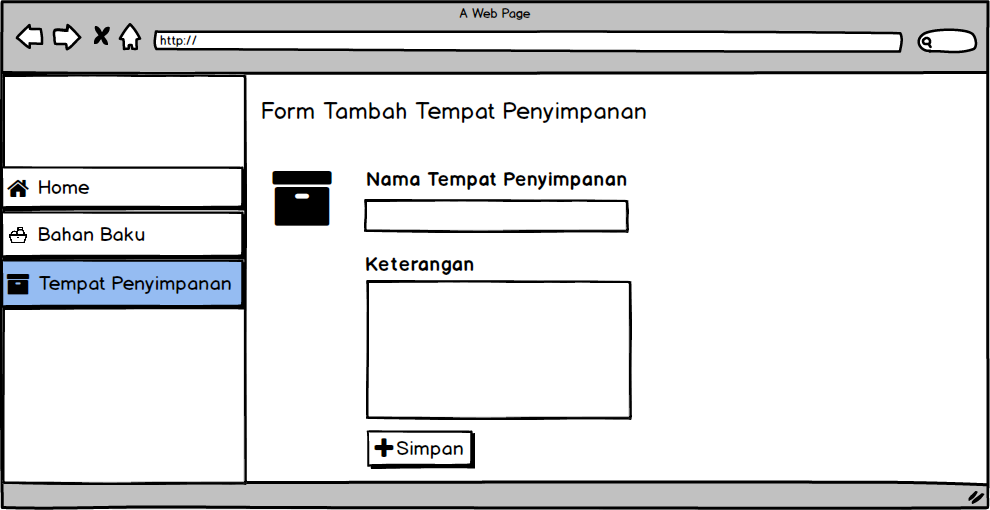 A Web Page
http://
Form Tambah Tempat Penyimpanan
Home
Bahan Baku
Tempat Penyimpanan
Nama Tempat Penyimpanan
Keterangan
Simpan